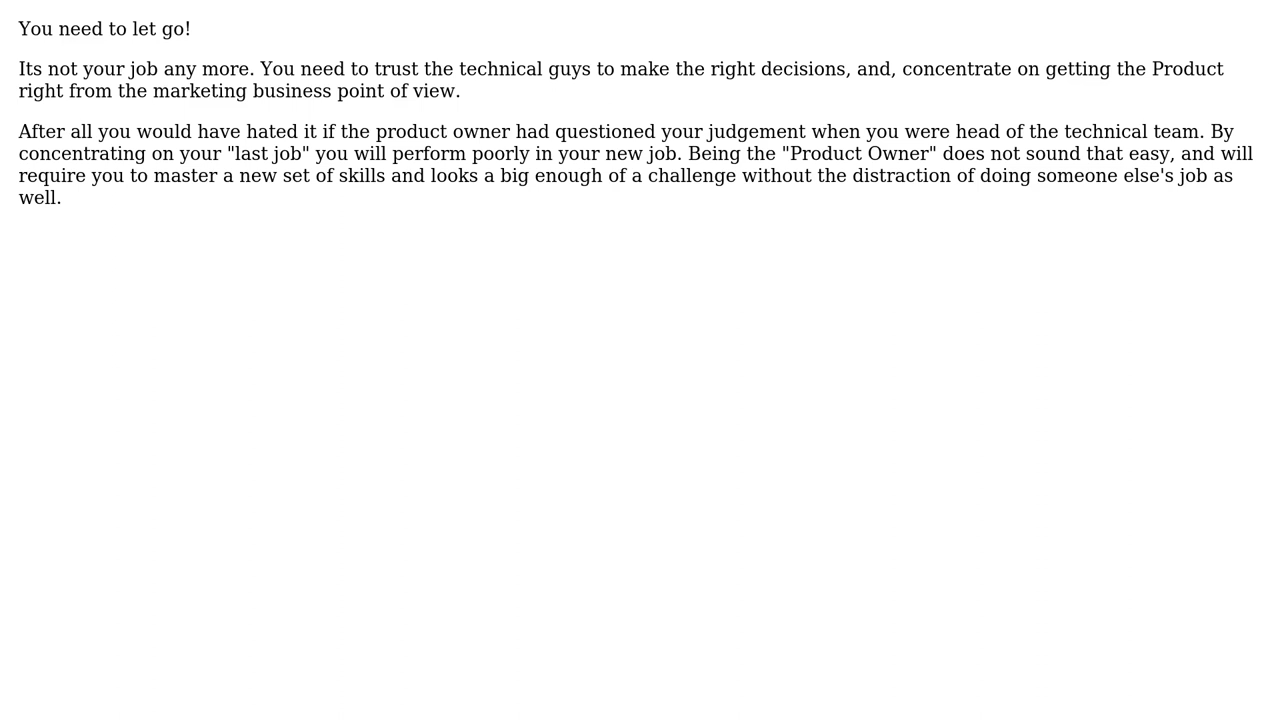 You need to let go!
Its not your job any more. You need to trust the technical guys to make the right decisions, and, concentrate on getting the Product
right from the marketing business point of view.
After all you would have hated it if the product owner had questioned your judgement when you were head of the technical team. By
concentrating on your "last job" you will perform poorly in your new job. Being the "Product Owner" does not sound that easy, and will
require you to master a new set of skills and looks a big enough of a challenge without the distraction of doing someone else's job as
well.